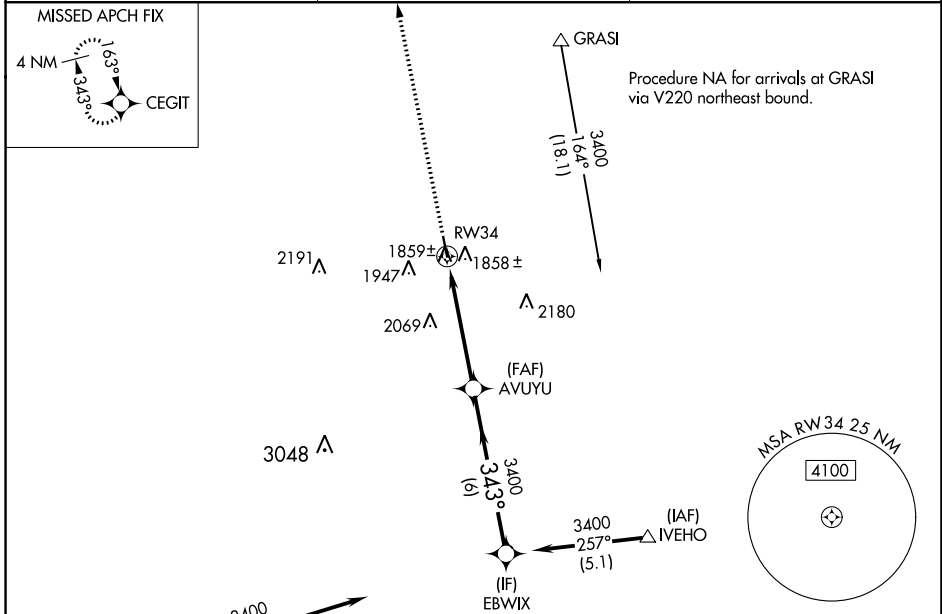 MISSED APCH FIX
4 NM
163°
343°
CEGIT
GRASI
Procedure NA for arrivals at GRASI
via V220 northeast bound.
3400
164°
(18.1)
RW34
1859±
1858±
2191
1947
2180
2069
(FAF)
AVUYU
3048
3400
343°
(6)
MSA RW34 25 NM
4100
3400
257°
(5.1)
(IAF)
IVEHO
(IF)
EBWIX